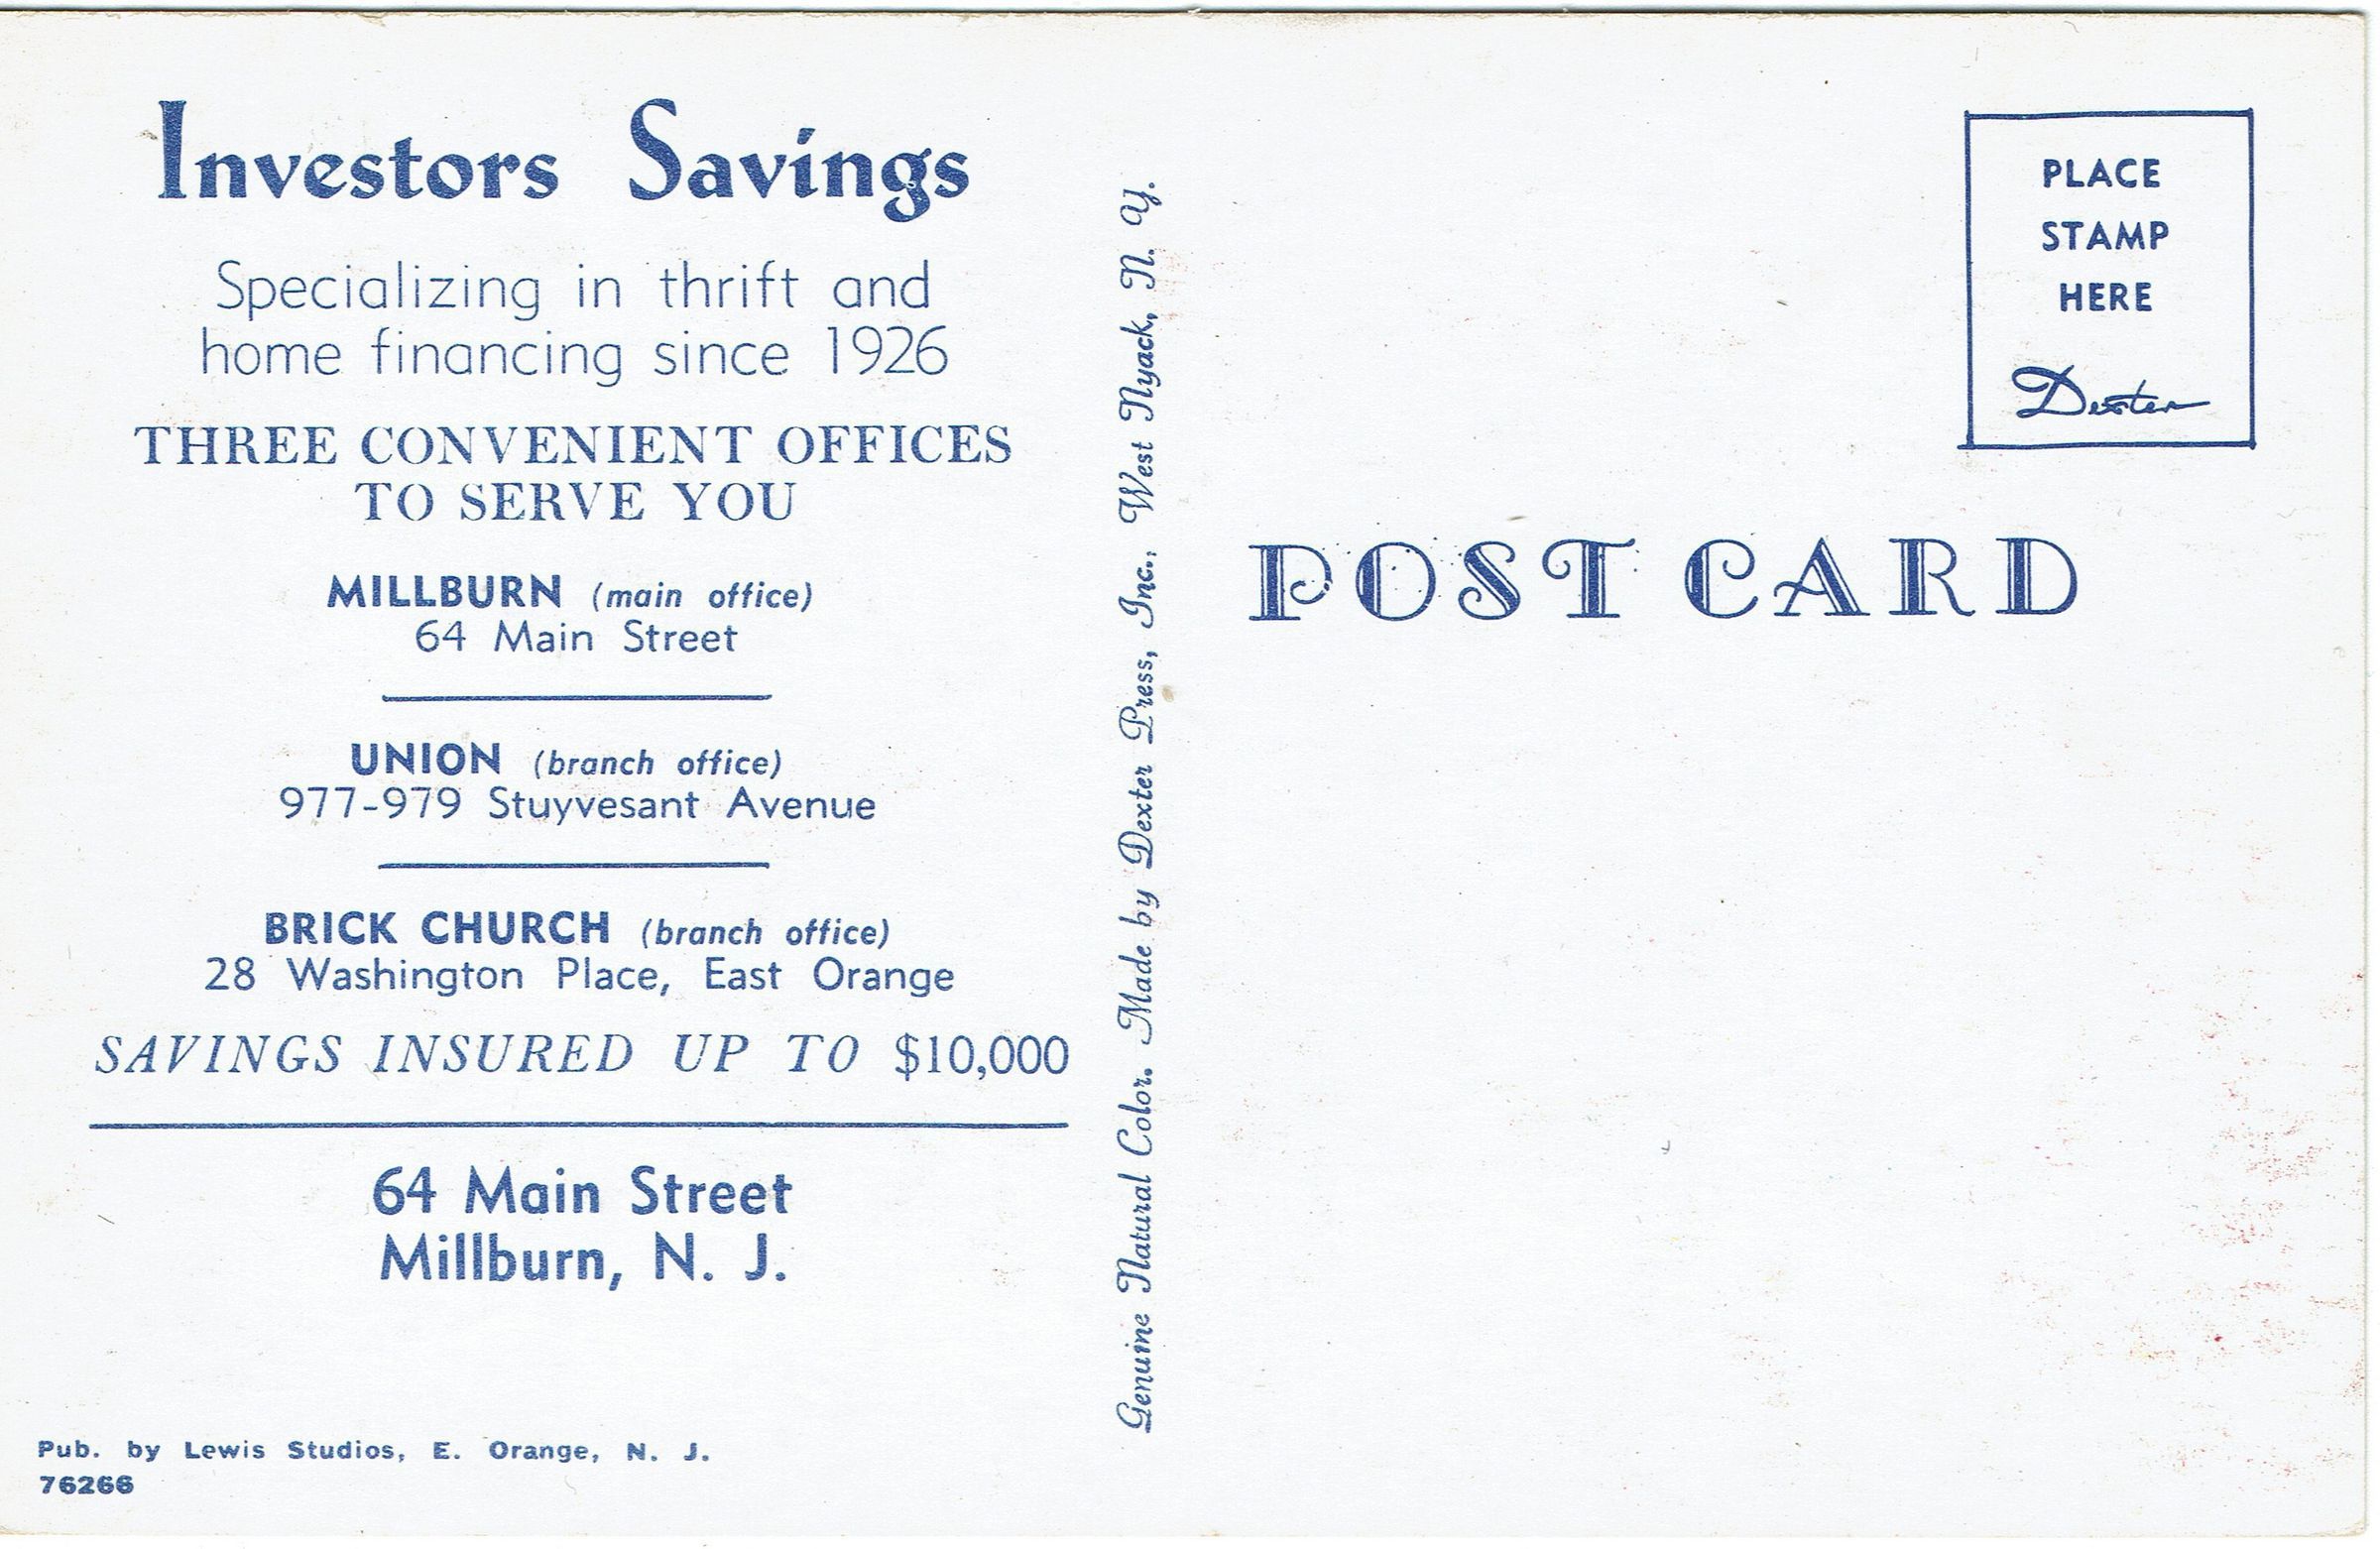 Investors Savings
Specializing in thrift and
home financing since 1926
THREE CONVENIENT OFFICES
TO SERVE YOU
MILLBURN (main office)
64 Main Street
UNION (branch office)
977-979 Stuyvesant Avenue
BRICK CHURCH (branch office)
28 Washington Place, East Orange
SAVINGS INSURED UP TO $10,000
64 Main Street
Millburn, N. J.
Pub. by Lewis Studios, E. Orange, N. J.
76266
Genuine Natural Color. Made by Dexter Press, Inc., West Nyack, N. Y.
PLACE
STAMP
HERE
Dexter
POST CARD